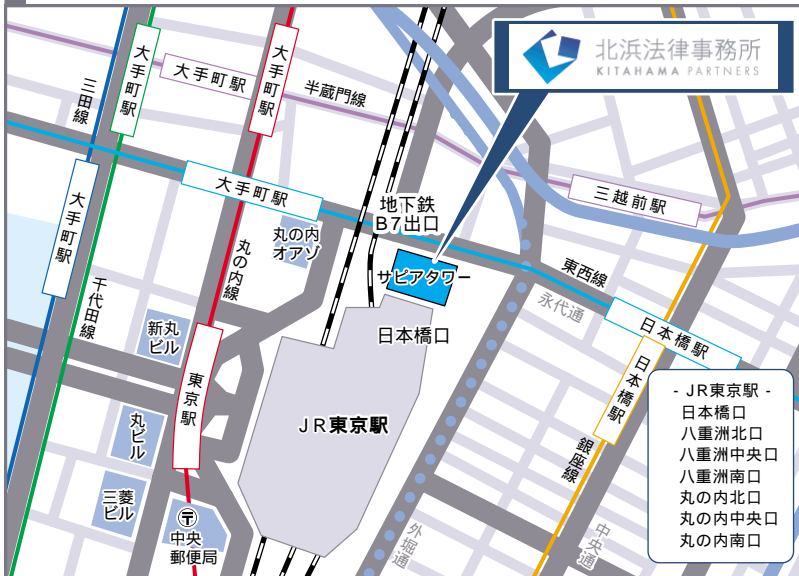 北浜法律事務所
KITAHAMA PARTNERS
三田線
大手町駅
大手町駅
大手町駅
半蔵門線
大手町駅
大手町駅
三越前駅
地下鉄
B7出口
丸の内
オアゾ
丸の内線
サピアタワー
東西線
永代通
千代田線
新丸
ビル
日本橋口
日本橋駅
日本橋駅
東京駅
JR東京駅
丸
ビル
三菱
ビル
〒
中央
郵便局
銀座線
外堀通
中央通
- JR東京駅 -
日本橋口
八重洲北口
八重洲中央口
八重洲南口
丸の内北口
丸の内中央口
丸の内南口